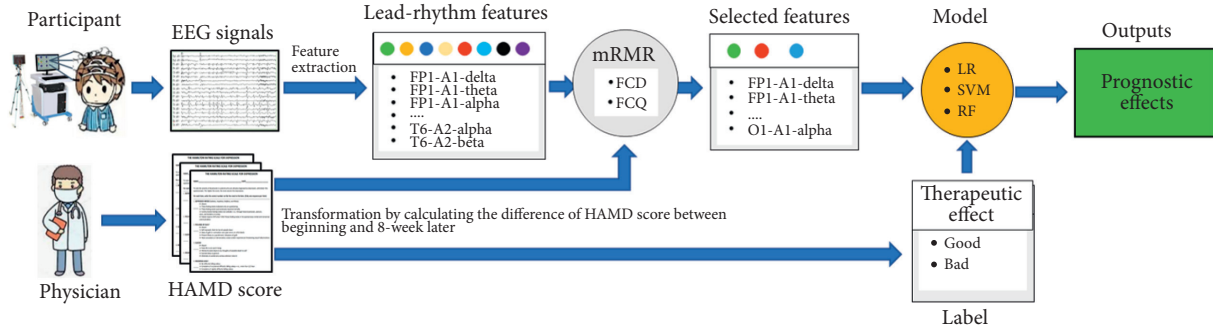 Participant
EEG signals
Feature
extraction
Lead-rhythm features
• FP1-A1-delta
• FP1-A1-theta
• FP1-A1-alpha
• ....
• T6-A2-alpha
• T6-A2-beta
mRMR
• FCD
• FCQ
Selected features
• FP1-A1-delta
• FP1-A1-theta
• ....
• O1-A1-alpha
Model
• LR
• SVM
• RF
Outputs
Prognostic
effects
Physician
HAMD score
Transformation by calculating the difference of HAMD score between
beginning and 8-week later
Therapeutic
effect
• Good
• Bad
Label